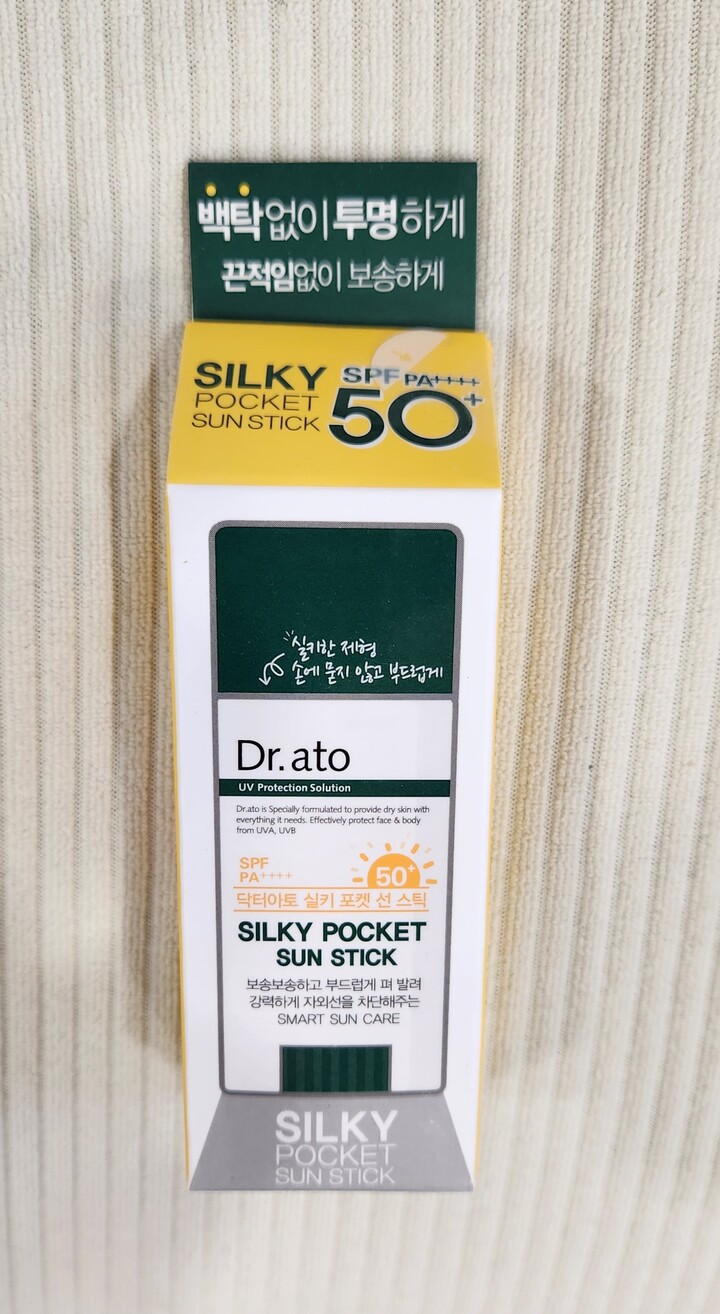 백탁없이 투명하게
끈적임없이 보송하게
SILKY
POCKET
SUN STICK
SPF PA++++
50+
실키한 제형
손에 묻지 않고 부드럽게
Dr.ato
UV Protection Solution
Dr.ato is Specially formulated to provide dry skin with
everything it needs. Effectively protect face & body
from UVA, UVB
SPF
PA++++
50+
닥터아토 실키 포켓 선 스틱
SILKY POCKET
SUN STICK
보송보송하고 부드럽게 펴 발려
강력하게 자외선을 차단해주는
SMART SUN CARE
SILKY
POCKET
SUN STICK